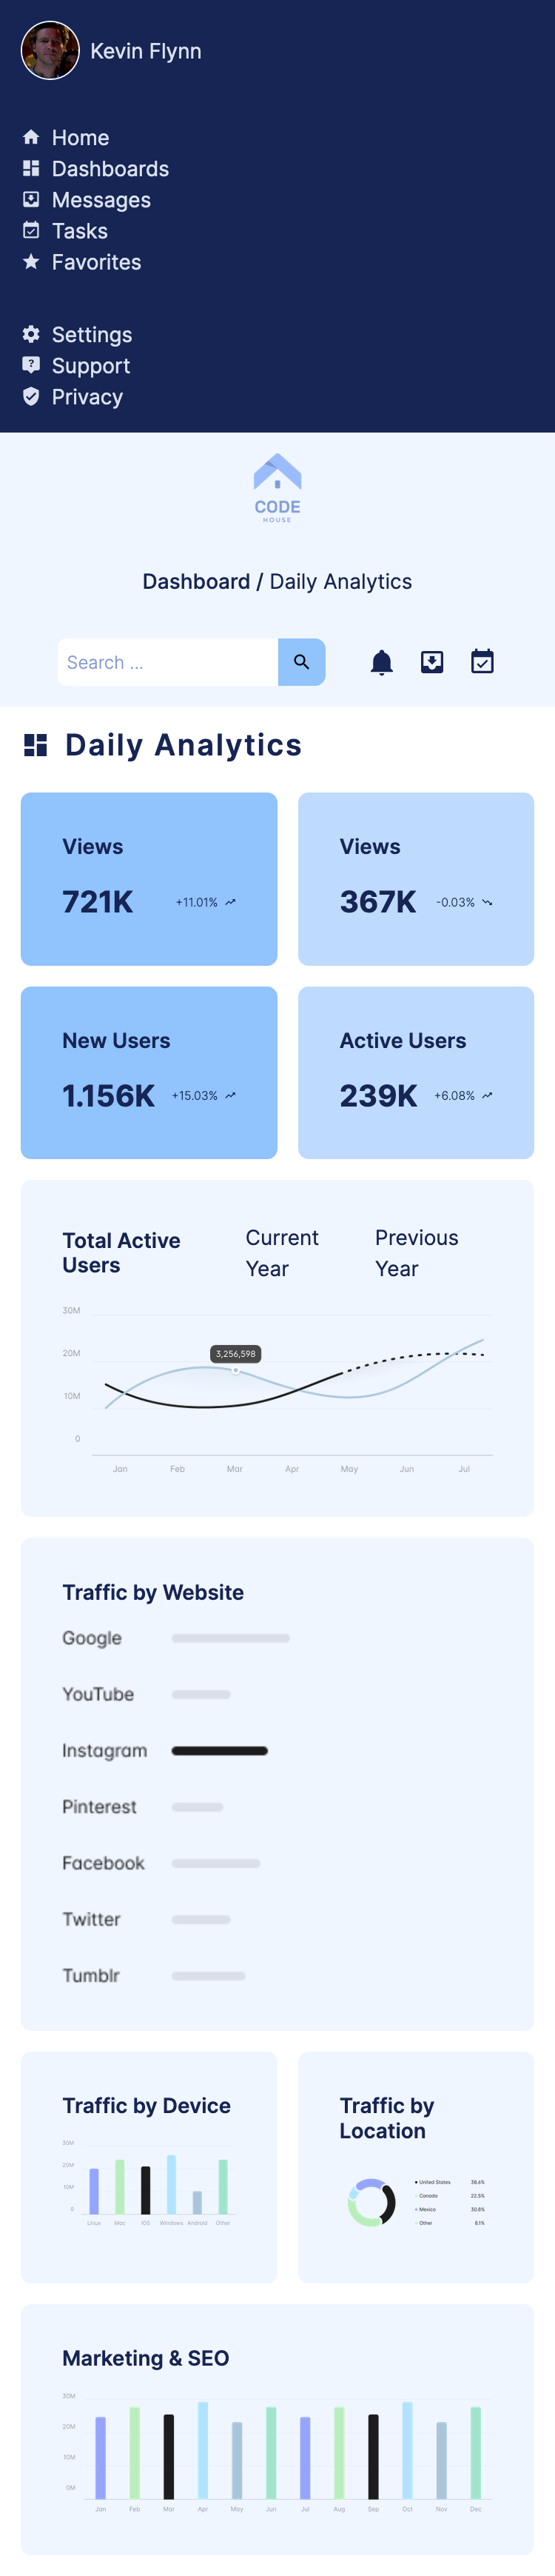 Kevin Flynn
Home
Dashboards
Messages
Tasks
Favorites
Settings
Support
Privacy
CODE
HOUSE
Dashboard / Daily Analytics
Search ...
Daily Analytics
Views
721K +11.01%
Views
367K -0.03%
New Users
1.156K +15.03%
Active Users
239K +6.08%
Total Active
Users
Current
Year
Previous
Year
30M
20M
10M
0
3,256,598
Jan Feb Mar Apr May Jun Jul
Traffic by Website
Google
YouTube
Instagram
Pinterest
Facebook
Twitter
Tumblr
Traffic by Device
30M
20M
10M
0
Linux Mac iOS Windows Android Other
Traffic by
Location
United States 38.6%
Canada 22.5%
Mexico 30.8%
Other 8.1%
Marketing & SEO
30M
20M
10M
0M
Jan Feb Mar Apr May Jun Jul Aug Sep Oct Nov Dec